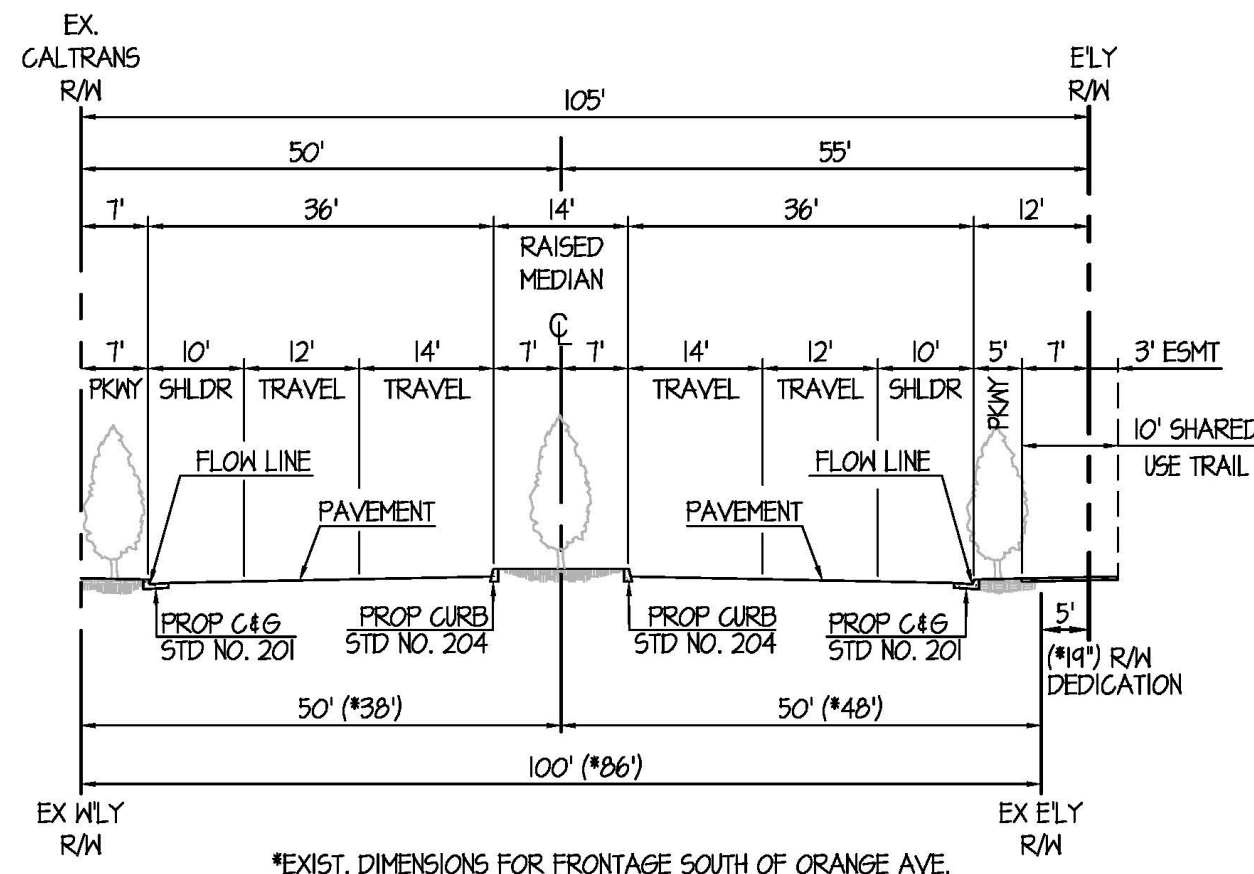 EX.
CALTRANS
R/W
E'LY
R/W
105'
50'
55'
7'
36'
14'
36'
12'
RAISED
MEDIAN
℄
7'
10'
12'
14'
7'
7'
14'
12'
10'
5'
7'
3' ESMT
PKWY
SHLDR
TRAVEL
TRAVEL
TRAVEL
TRAVEL
SHLDR
PKWY
10' SHARED
USE TRAIL
FLOW LINE
FLOW LINE
PAVEMENT
PAVEMENT
PROP C&G
STD NO. 201
PROP CURB
STD NO. 204
PROP CURB
STD NO. 204
PROP C&G
STD NO. 201
5'
(*19") R/W
DEDICATION
50' (*38')
50' (*48')
100' (*86')
EX W'LY
R/W
EX E'LY
R/W
*EXIST. DIMENSIONS FOR FRONTAGE SOUTH OF ORANGE AVE.